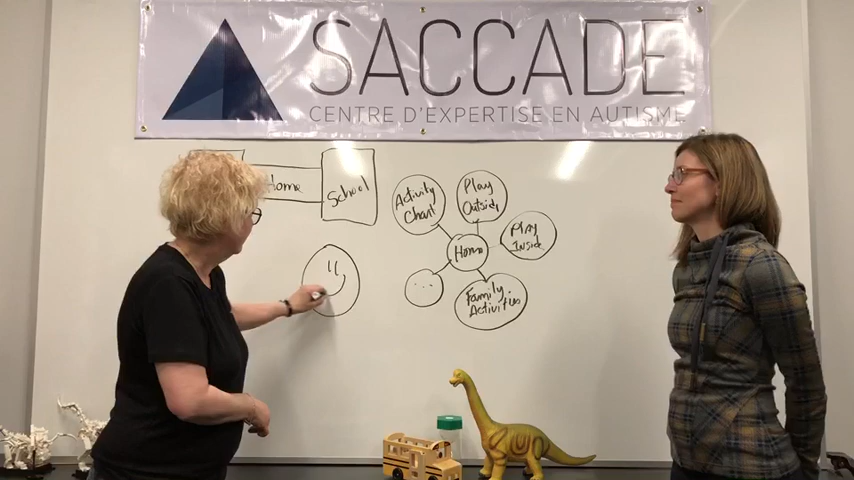 SACCADE
CENTRE D'EXPERTISE EN AUTISME
Home
School
Activity
Chart
Play
Outside
Play
Inside
Home
...
Family
Activities